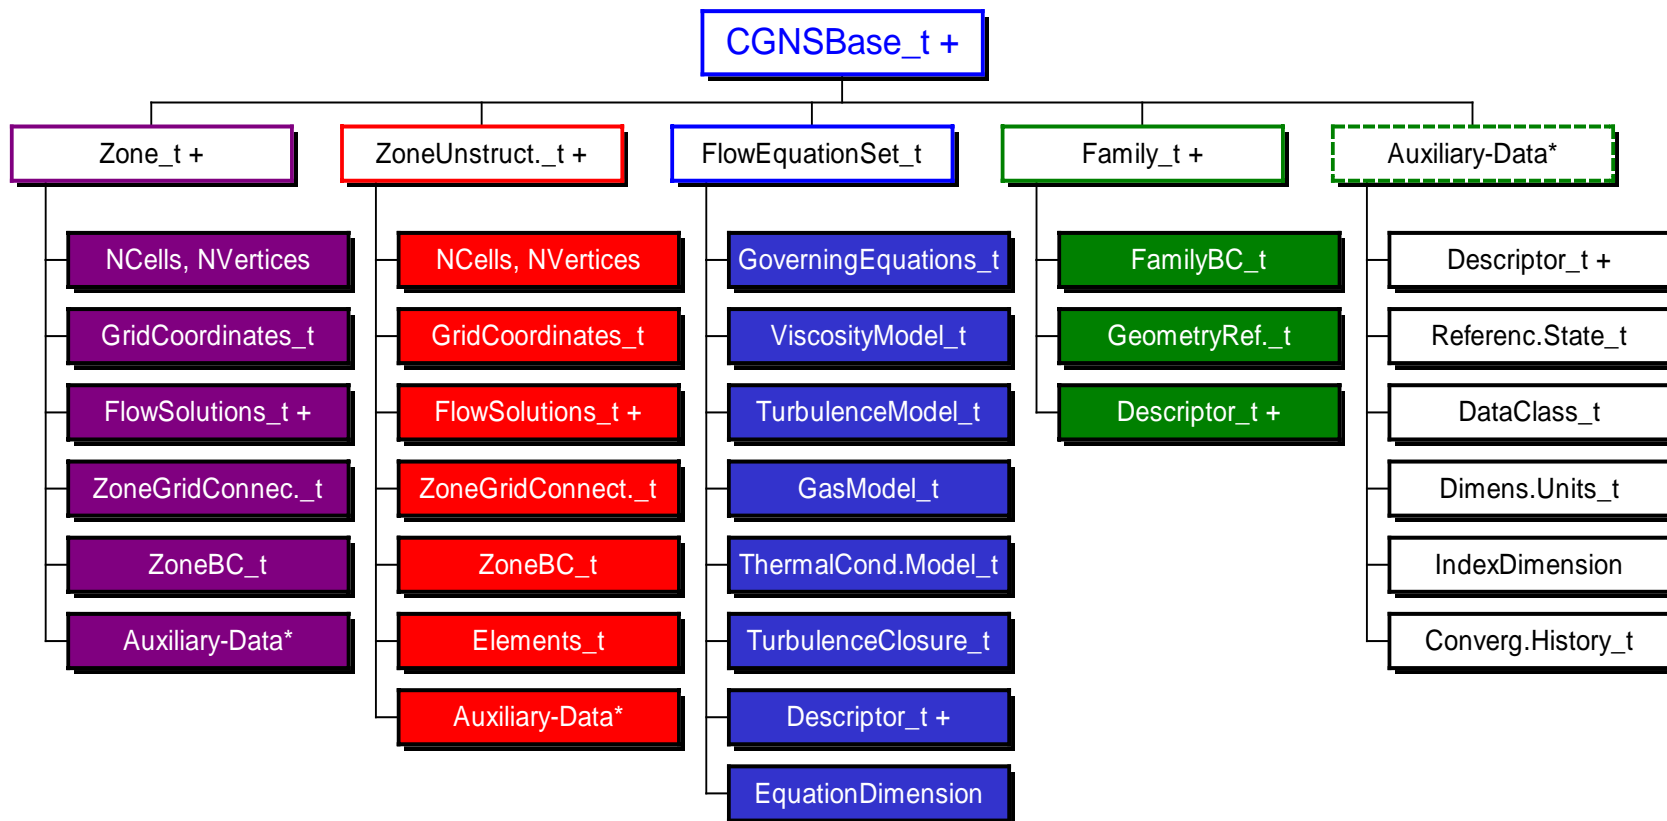 CGNSBase_t +
Zone_t +
ZoneUnstruct._t +
FlowEquationSet_t
Family_t +
Auxiliary-Data*
NCells, NVertices
GridCoordinates_t
FlowSolutions_t +
ZoneGridConnec._t
ZoneBC_t
Auxiliary-Data*
NCells, NVertices
GridCoordinates_t
FlowSolutions_t +
ZoneGridConnect._t
ZoneBC_t
Elements_t
Auxiliary-Data*
GoverningEquations_t
ViscosityModel_t
TurbulenceModel_t
GasModel_t
ThermalCond.Model_t
TurbulenceClosure_t
Descriptor_t +
EquationDimension
FamilyBC_t
GeometryRef._t
Descriptor_t +
Descriptor_t +
Referenc.State_t
DataClass_t
Dimens.Units_t
IndexDimension
Converg.History_t